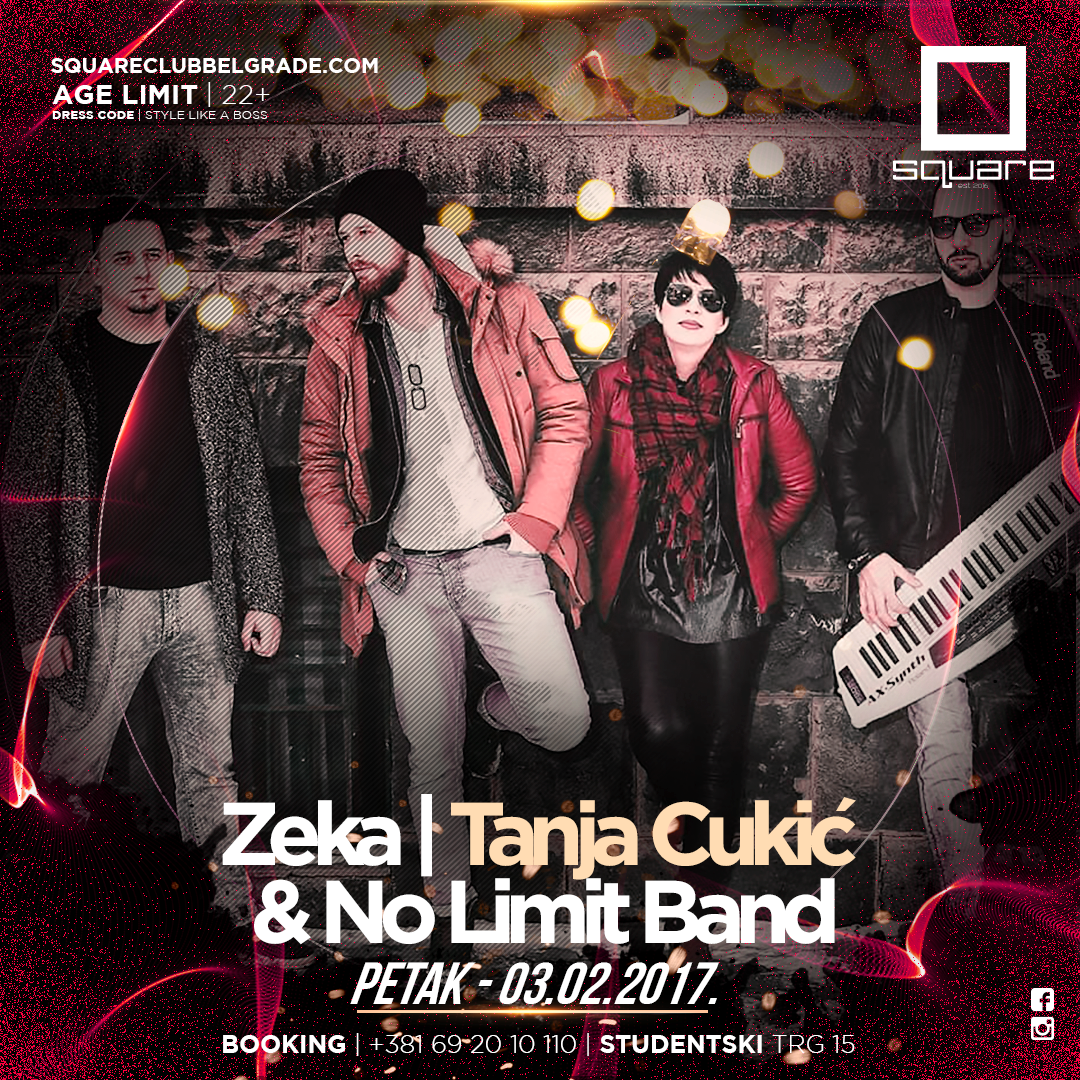 SQUARECLUBBELGRADE.COM
AGE LIMIT | 22+
DRESS CODE | STYLE LIKE A BOSS
square
est 2016
Roland
AX-Synth
Zeka | Tanja Cukić
& No Limit Band
PETAK - 03.02.2017.
BOOKING | +381 69 20 10 110 | STUDENTSKI TRG 15